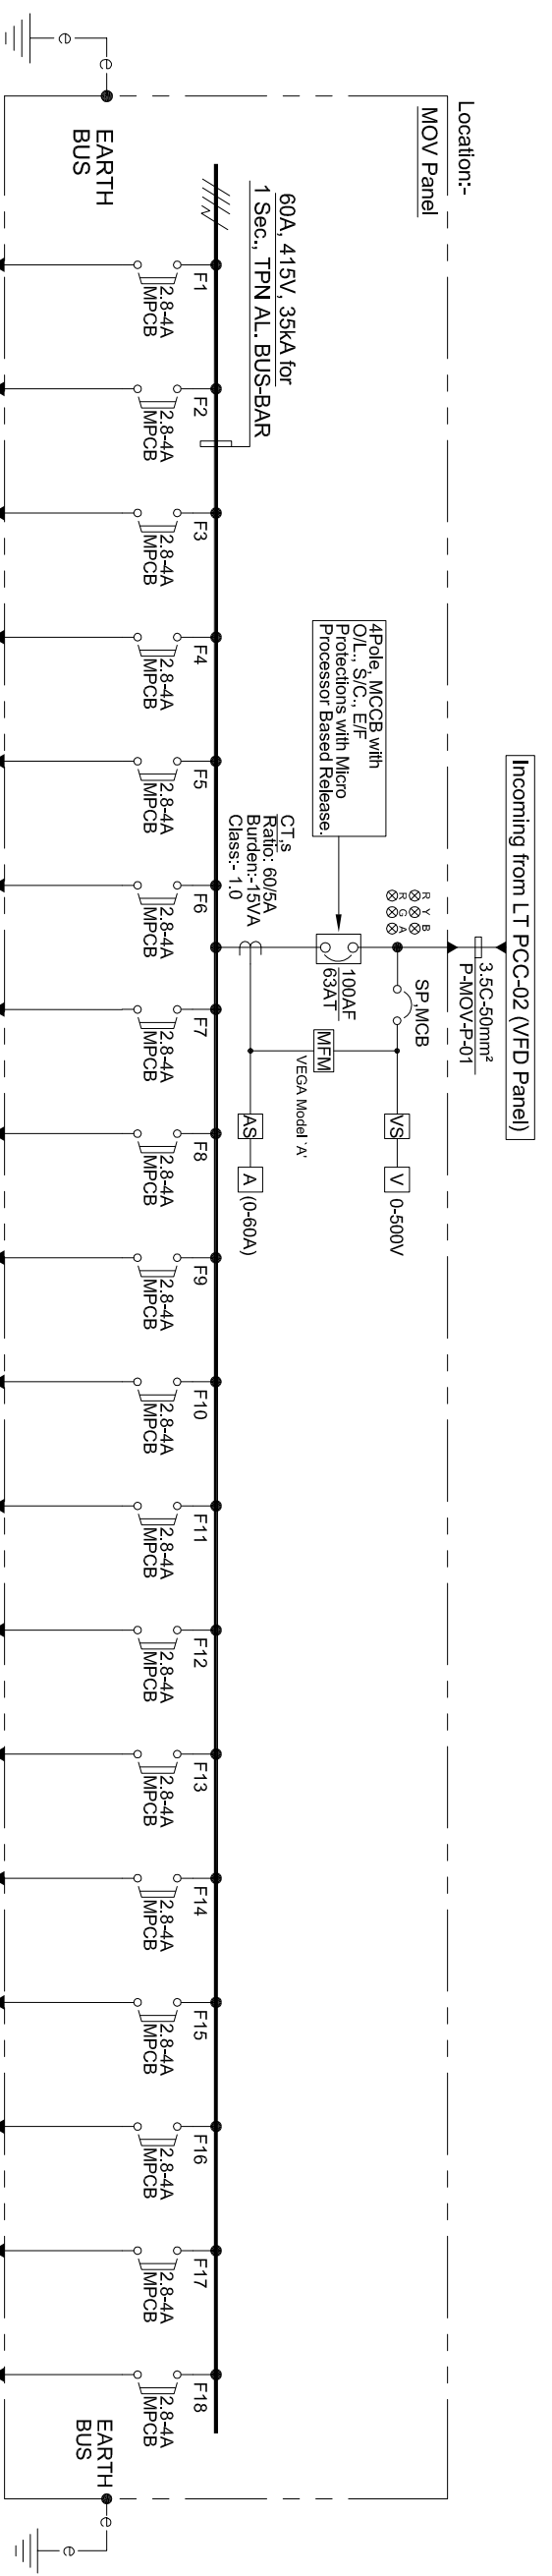 Incoming from LT PCC-02 (VFD Panel)
3.5C-50mm²
P-MOV-P-01
Location:-
MOV Panel
R Y B
R G A
SP,MCB
VS
V
0-500V
4Pole, MCCB with
O/L., S/C., E/F
Protections with Micro
Processor Based Release.
100AF
63AT
MFM
VEGA Model `A'
CT,s
Ratio: 60/5A
Burden:-15VA
Class:- 1.0
AS
A
(0-60A)
60A, 415V, 35kA for
1 Sec., TPN AL. BUS-BAR
F1
2.8-4A
MPCB
F2
2.8-4A
MPCB
F3
2.8-4A
MPCB
F4
2.8-4A
MPCB
F5
2.8-4A
MPCB
F6
2.8-4A
MPCB
F7
2.8-4A
MPCB
F8
2.8-4A
MPCB
F9
2.8-4A
MPCB
F10
2.8-4A
MPCB
F11
2.8-4A
MPCB
F12
2.8-4A
MPCB
F13
2.8-4A
MPCB
F14
2.8-4A
MPCB
F15
2.8-4A
MPCB
F16
2.8-4A
MPCB
F17
2.8-4A
MPCB
F18
2.8-4A
MPCB
EARTH
BUS
e
e
EARTH
BUS
e
e